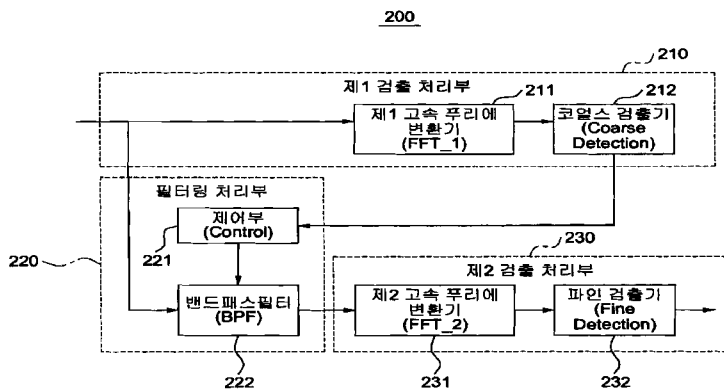 200
210
제1 검출 처리부
211
212
제1 고속 푸리에
변환기
(FFT_1)
코얼스 검출기
(Coarse
Detection)
필터링 처리부
제어부
(Control)
221
220
230
제2 검출 처리부
밴드패스필터
(BPF)
제2 고속 푸리에
변환기
(FFT_2)
파인 검출기
(Fine
Detection)
222
231
232